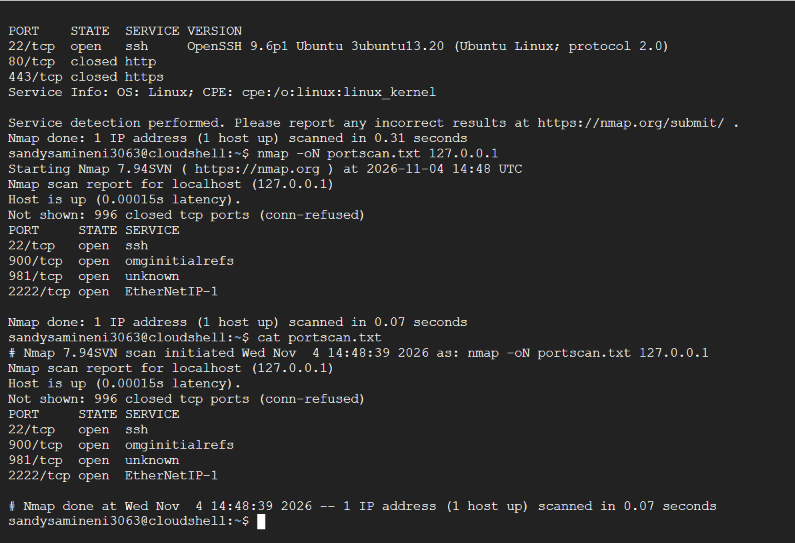 PORT    STATE  SERVICE VERSION
22/tcp  open   ssh     OpenSSH 9.6p1 Ubuntu 3ubuntu13.20 (Ubuntu Linux; protocol 2.0)
80/tcp  closed http
443/tcp closed https
Service Info: OS: Linux; CPE: cpe:/o:linux:linux_kernel

Service detection performed. Please report any incorrect results at https://nmap.org/submit/ .
Nmap done: 1 IP address (1 host up) scanned in 0.31 seconds
sandysamineni3063@cloudshell:~$ nmap -oN portscan.txt 127.0.0.1
Starting Nmap 7.94SVN ( https://nmap.org ) at 2026-11-04 14:48 UTC
Nmap scan report for localhost (127.0.0.1)
Host is up (0.00015s latency).
Not shown: 996 closed tcp ports (conn-refused)
PORT     STATE SERVICE
22/tcp   open  ssh
900/tcp  open  omginitialrefs
981/tcp  open  unknown
2222/tcp open  EtherNetIP-1

Nmap done: 1 IP address (1 host up) scanned in 0.07 seconds
sandysamineni3063@cloudshell:~$ cat portscan.txt
# Nmap 7.94SVN scan initiated Wed Nov  4 14:48:39 2026 as: nmap -oN portscan.txt 127.0.0.1
Nmap scan report for localhost (127.0.0.1)
Host is up (0.00015s latency).
Not shown: 996 closed tcp ports (conn-refused)
PORT     STATE SERVICE
22/tcp   open  ssh
900/tcp  open  omginitialrefs
981/tcp  open  unknown
2222/tcp open  EtherNetIP-1

# Nmap done at Wed Nov  4 14:48:39 2026 -- 1 IP address (1 host up) scanned in 0.07 seconds
sandysamineni3063@cloudshell:~$